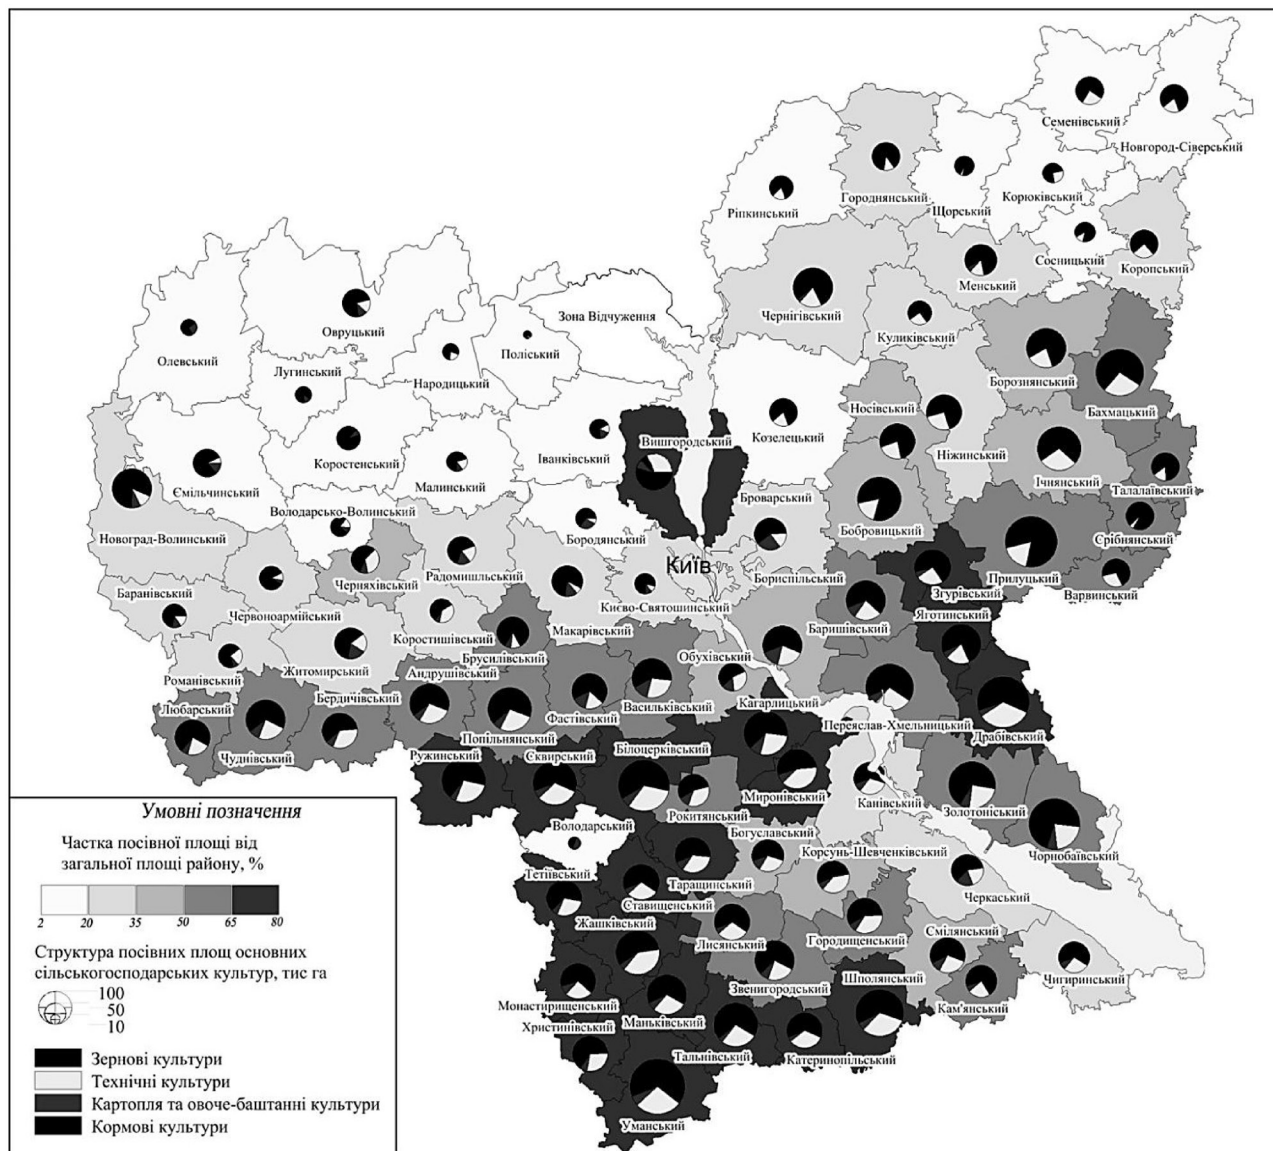 Семенівський
Новгород-Сіверський
Городнянський
Щорський
Корюківський
Ріпкинський
Сосницький
Коропський
Менський
Чернігівський
Куликівський
Зона Відчуження
Овруцький
Поліський
Олевський
Народицький
Лугинський
Борознянський
Бахмацький
Носівський
Козелецький
Вишгородський
Ніжинський
Іванківський
Коростенський
Малинський
Ємільчинський
Ічнянський
Талалаївський
Броварський
Володарсько-Волинський
Бобровицький
Срібнянський
Новоград-Волинський
Бородянський
Київ
Черняхівський
Радомишльський
Бориспільський
Прилуцький
Варвинський
Згурівський
Баранівський
Червоноармійський
Києво-Святошинський
Яготинський
Коростишівський
Макарівський
Баришівський
Брусилівський
Обухівський
Житомирський
Романівський
Андрушівський
Бердичівський
Любарський
Фастівський
Васильківський
Кагарлицький
Переяслав-Хмельницький
Попільнянський
Драбівський
Чуднівський
Ружинський
Сквирський
Білоцерківський
Миронівський
Канівський
Золотоніський
Рокитянський
Володарський
Богуславський
Корсунь-Шевченківський
Чорнобаївський
Тетіївський
Таращинський
Черкаський
Ставищенський
Жашківський
Лисянський
Городищенський
Смілянський
Звенигородський
Шполянський
Чигиринський
Кам'янський
Монастирищенський
Маньківський
Христинівський
Тальнівський
Катеринопільський
Уманський
Умовні позначення
Частка посівної площі від
загальної площі району, %
2 20 35 50 65 80
Структура посівних площ основних
сільськогосподарських культур, тис га
100
50
10
Зернові культури
Технічні культури
Картопля та овоче-баштанні культури
Кормові культури